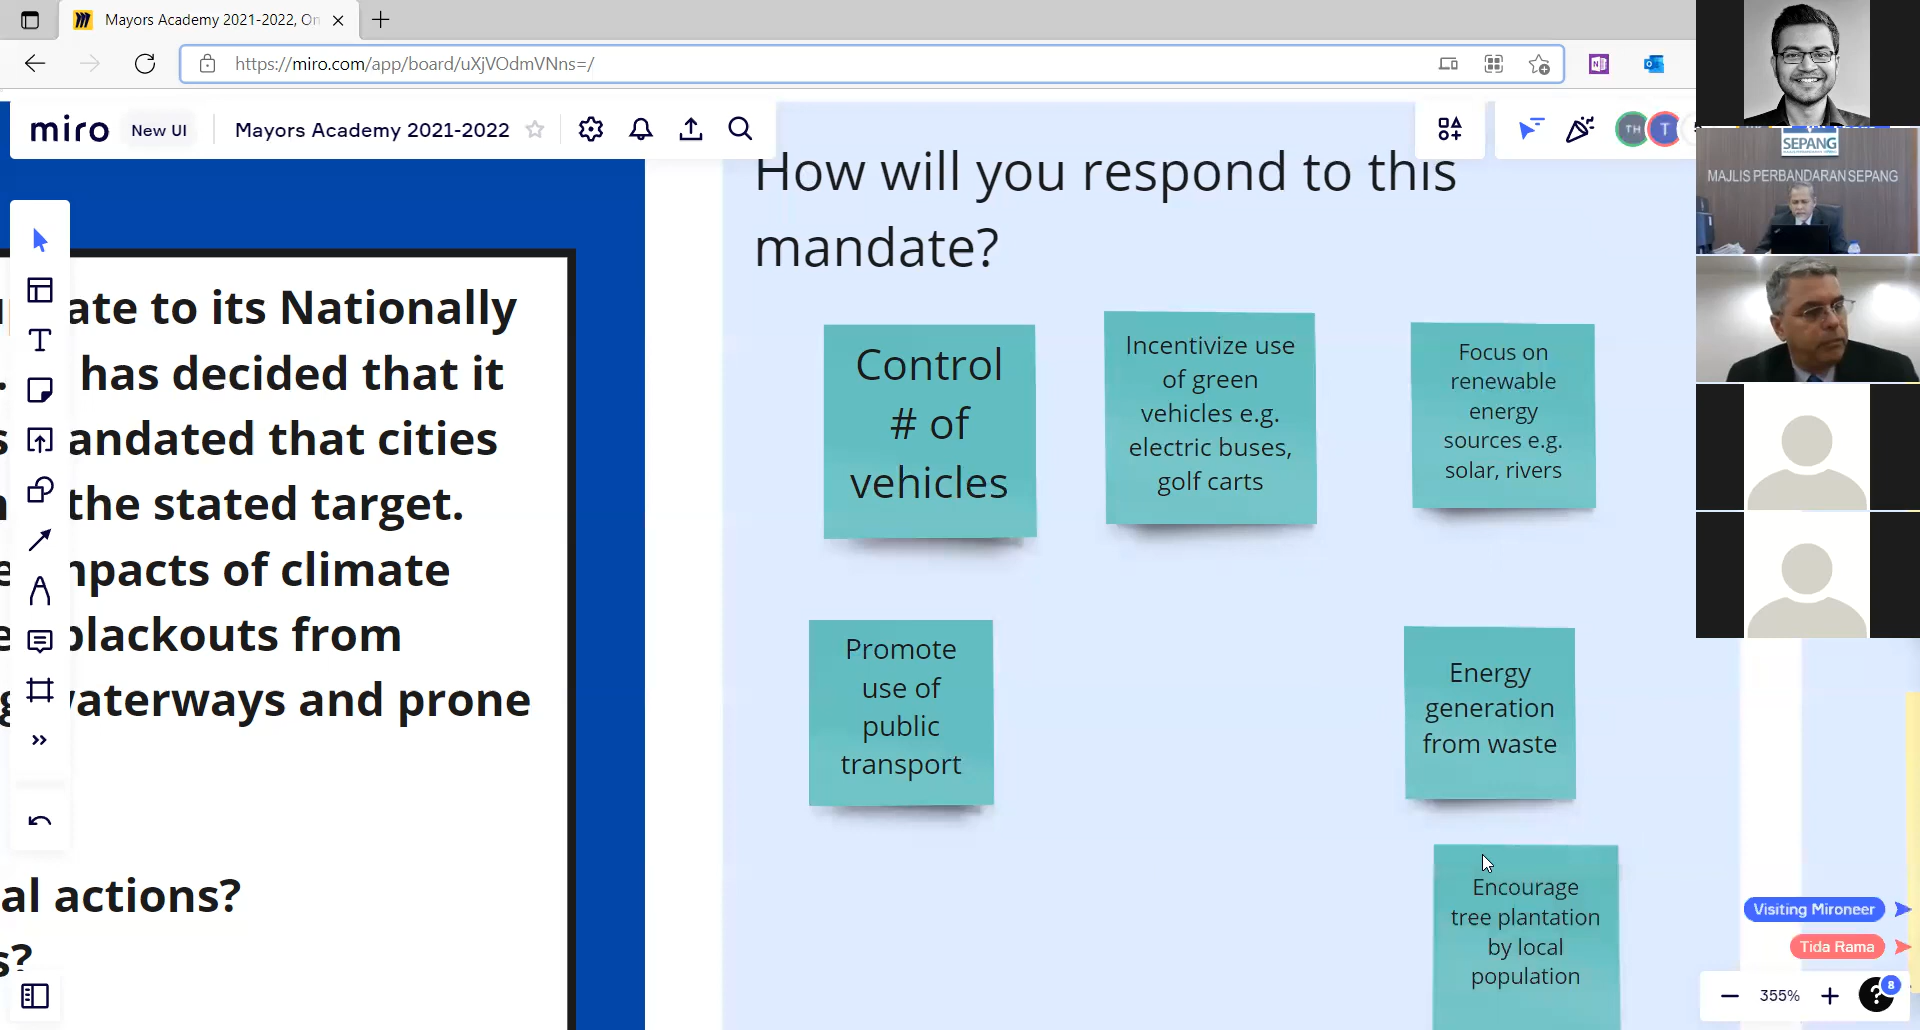 Mayors Academy 2021-2022, On
https://miro.com/app/board/uXjVOdmVNns=/
miro
New UI
Mayors Academy 2021-2022
TH
T
SEPANG
MAJLIS PERBANDARAN SEPANG
ate to its Nationally
. has decided that it
andated that cities
the stated target.
pacts of climate
blackouts from
aterways and prone
al actions?
s?
How will you respond to this
mandate?
Control
# of
vehicles
Incentivize use
of green
vehicles e.g.
electric buses,
golf carts
Focus on
renewable
energy
sources e.g.
solar, rivers
Promote
use of
public
transport
Energy
generation
from waste
Encourage
tree plantation
by local
population
Visiting Mironeer
Tida Rama
355%
?
8